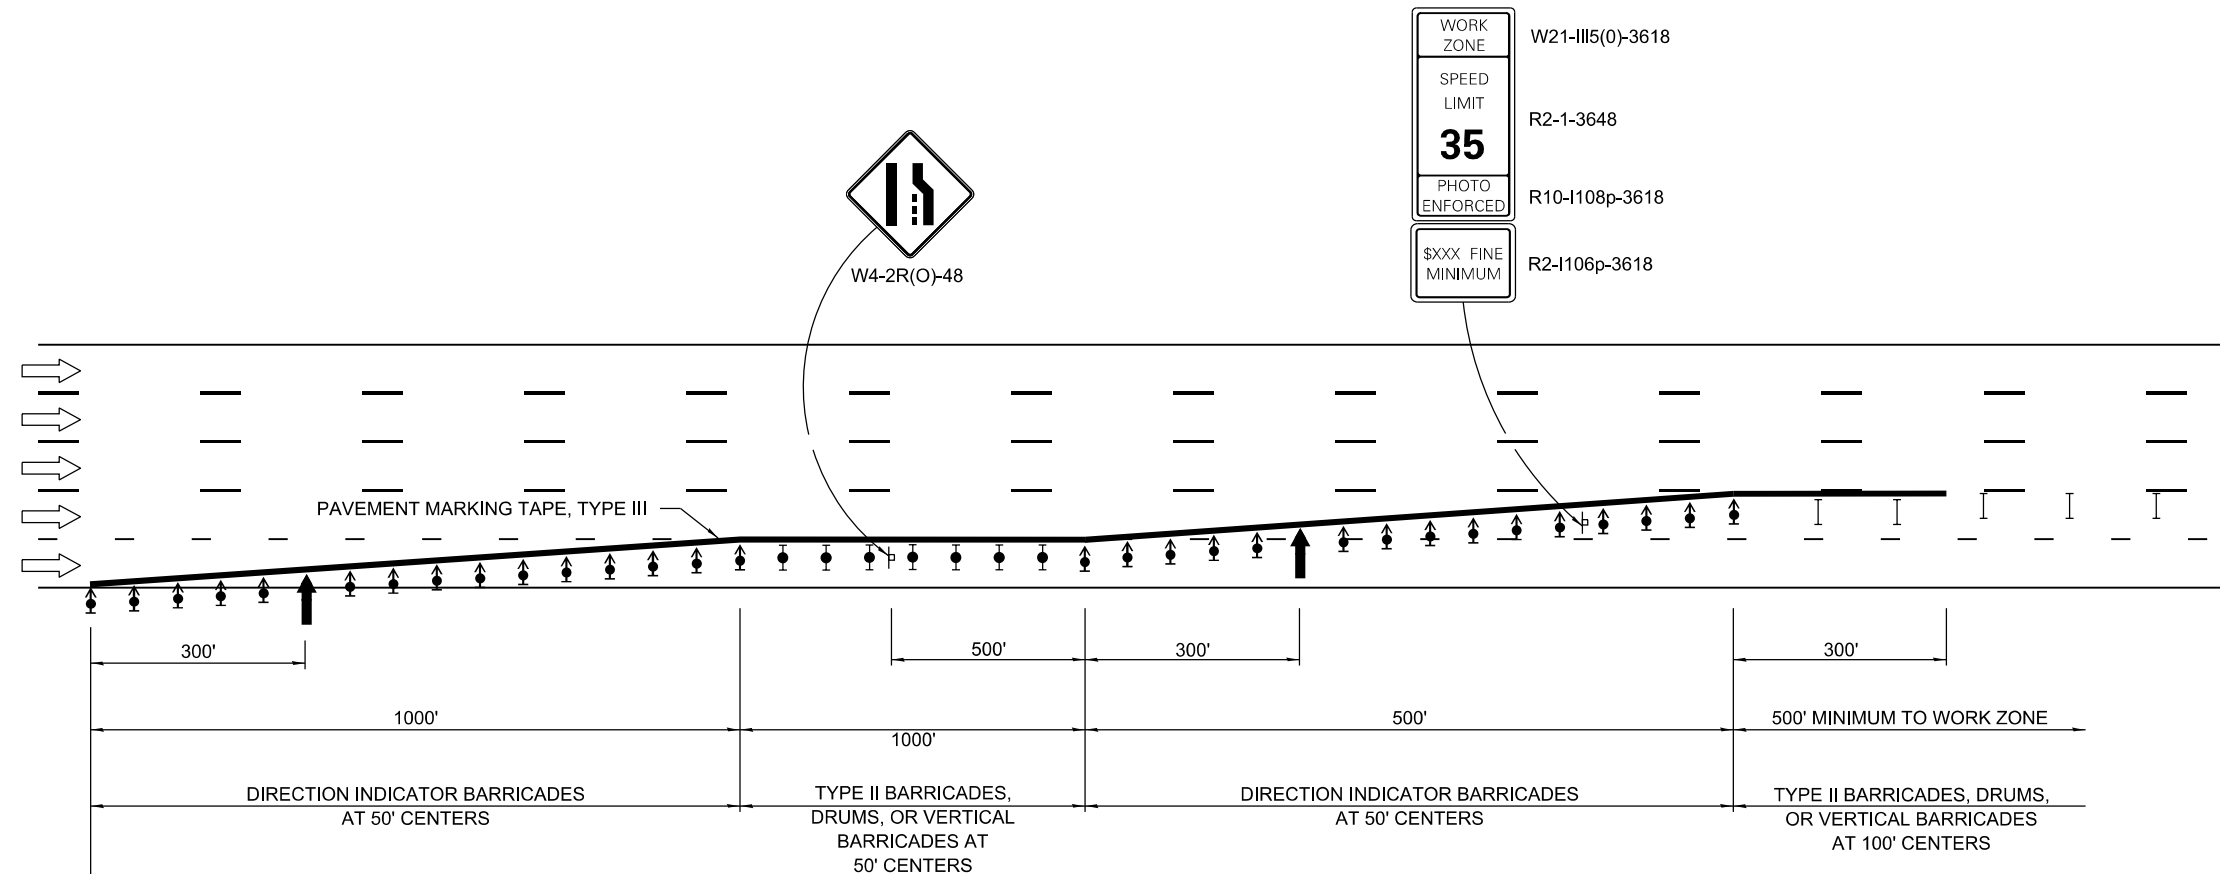 WORK
ZONE
W21-III5(0)-3618
SPEED
LIMIT
35
R2-1-3648
PHOTO
ENFORCED
R10-I108p-3618
$XXX FINE
MINIMUM
R2-I106p-3618
W4-2R(O)-48
PAVEMENT MARKING TAPE, TYPE III
300'
500'
300'
300'
1000'
1000'
500'
500' MINIMUM TO WORK ZONE
DIRECTION INDICATOR BARRICADES
AT 50' CENTERS
TYPE II BARRICADES,
DRUMS, OR VERTICAL
BARRICADES AT
50' CENTERS
DIRECTION INDICATOR BARRICADES
AT 50' CENTERS
TYPE II BARRICADES, DRUMS,
OR VERTICAL BARRICADES
AT 100' CENTERS